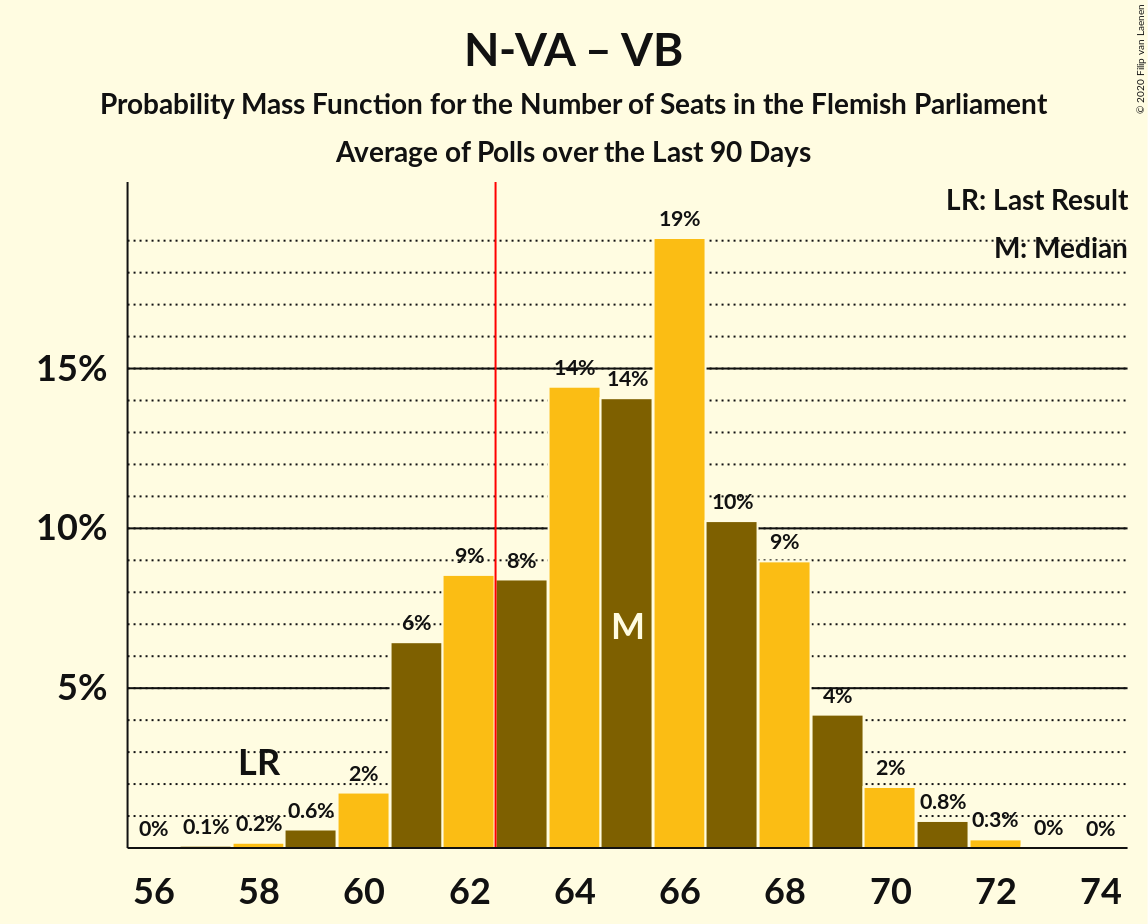 N-VA – VB
Probability Mass Function for the Number of Seats in the Flemish Parliament
Average of Polls over the Last 90 Days
© 2020 Filip van Laenen
LR: Last Result
M: Median
19%
15%
14%
14%
10%
10%
9%
9%
8%
M
6%
5%
4%
LR
2%
2%
0.8%
0.6%
0.3%
0.2%
0.1%
0%
0%
0%
56 58 60 62 64 66 68 70 72 74